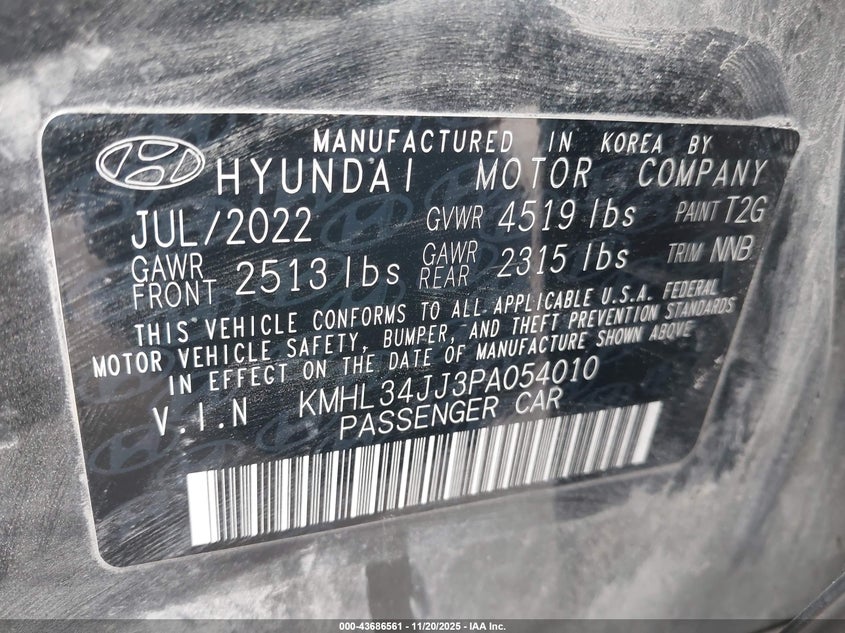 MANUFACTURED IN KOREA BY
HYUNDAI MOTOR COMPANY
JUL/2022 GVWR 4519 lbs PAINT T2G
GAWR FRONT 2513 lbs GAWR REAR 2315 lbs TRIM NNB
THIS VEHICLE CONFORMS TO ALL APPLICABLE U.S.A. FEDERAL
MOTOR VEHICLE SAFETY, BUMPER, AND THEFT PREVENTION STANDARDS
IN EFFECT ON THE DATE OF MANUFACTURE SHOWN ABOVE
V.I.N KMHL34JJ3PA054010
PASSENGER CAR
000-43686561 - 11/20/2025 - IAA Inc.